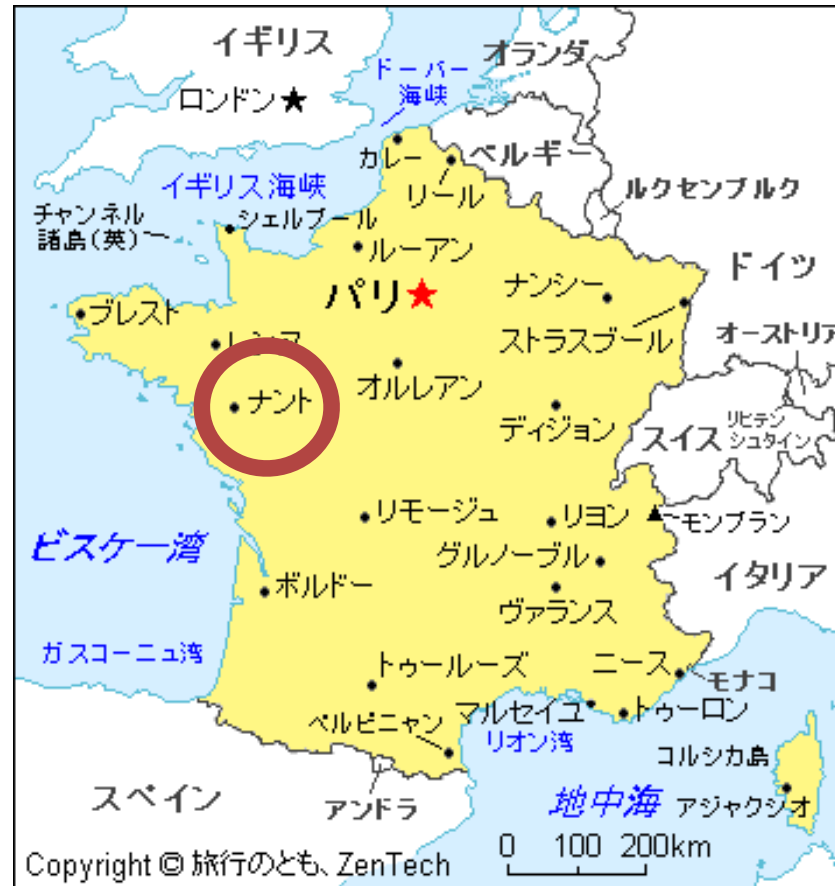 イギリス
オランダ
ドーバー
海峡
ロンドン★
カレー
ベルギー
イギリス海峡
リール
ルクセンブルク
チャンネル
諸島(英)
シェルブール
ルーアン
ドイツ
パリ★
ナンシー
ブレスト
ストラスブール
オーストリア
オルレアン
ナント
ディジョン
スイス
リヒテン
シュタイン
リモージュ
リヨン
モンブラン
ビスケー湾
グルノーブル
イタリア
ボルドー
ヴァランス
ガスコーニュ湾
トゥールーズ
ニース
モナコ
マルセイユ
トゥーロン
ペルピニャン
リオン湾
コルシカ島
スペイン
アンドラ
地中海
アジャクシオ
0 100 200km
Copyright © 旅行のとも、ZenTech